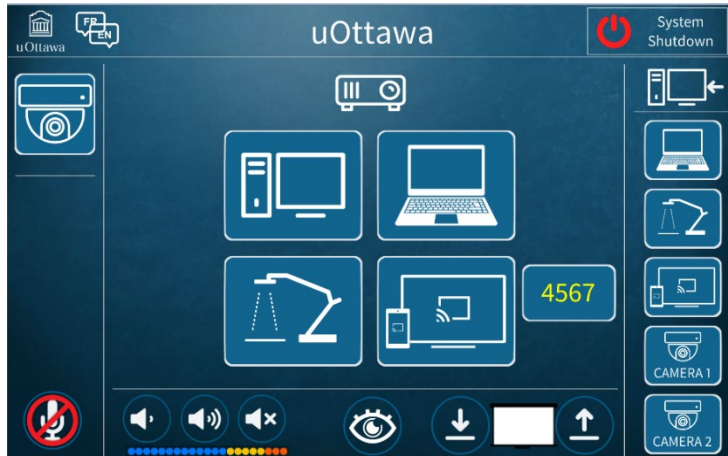 uOttawa
FR
EN
uOttawa
System
Shutdown
4567
CAMERA 1
CAMERA 2